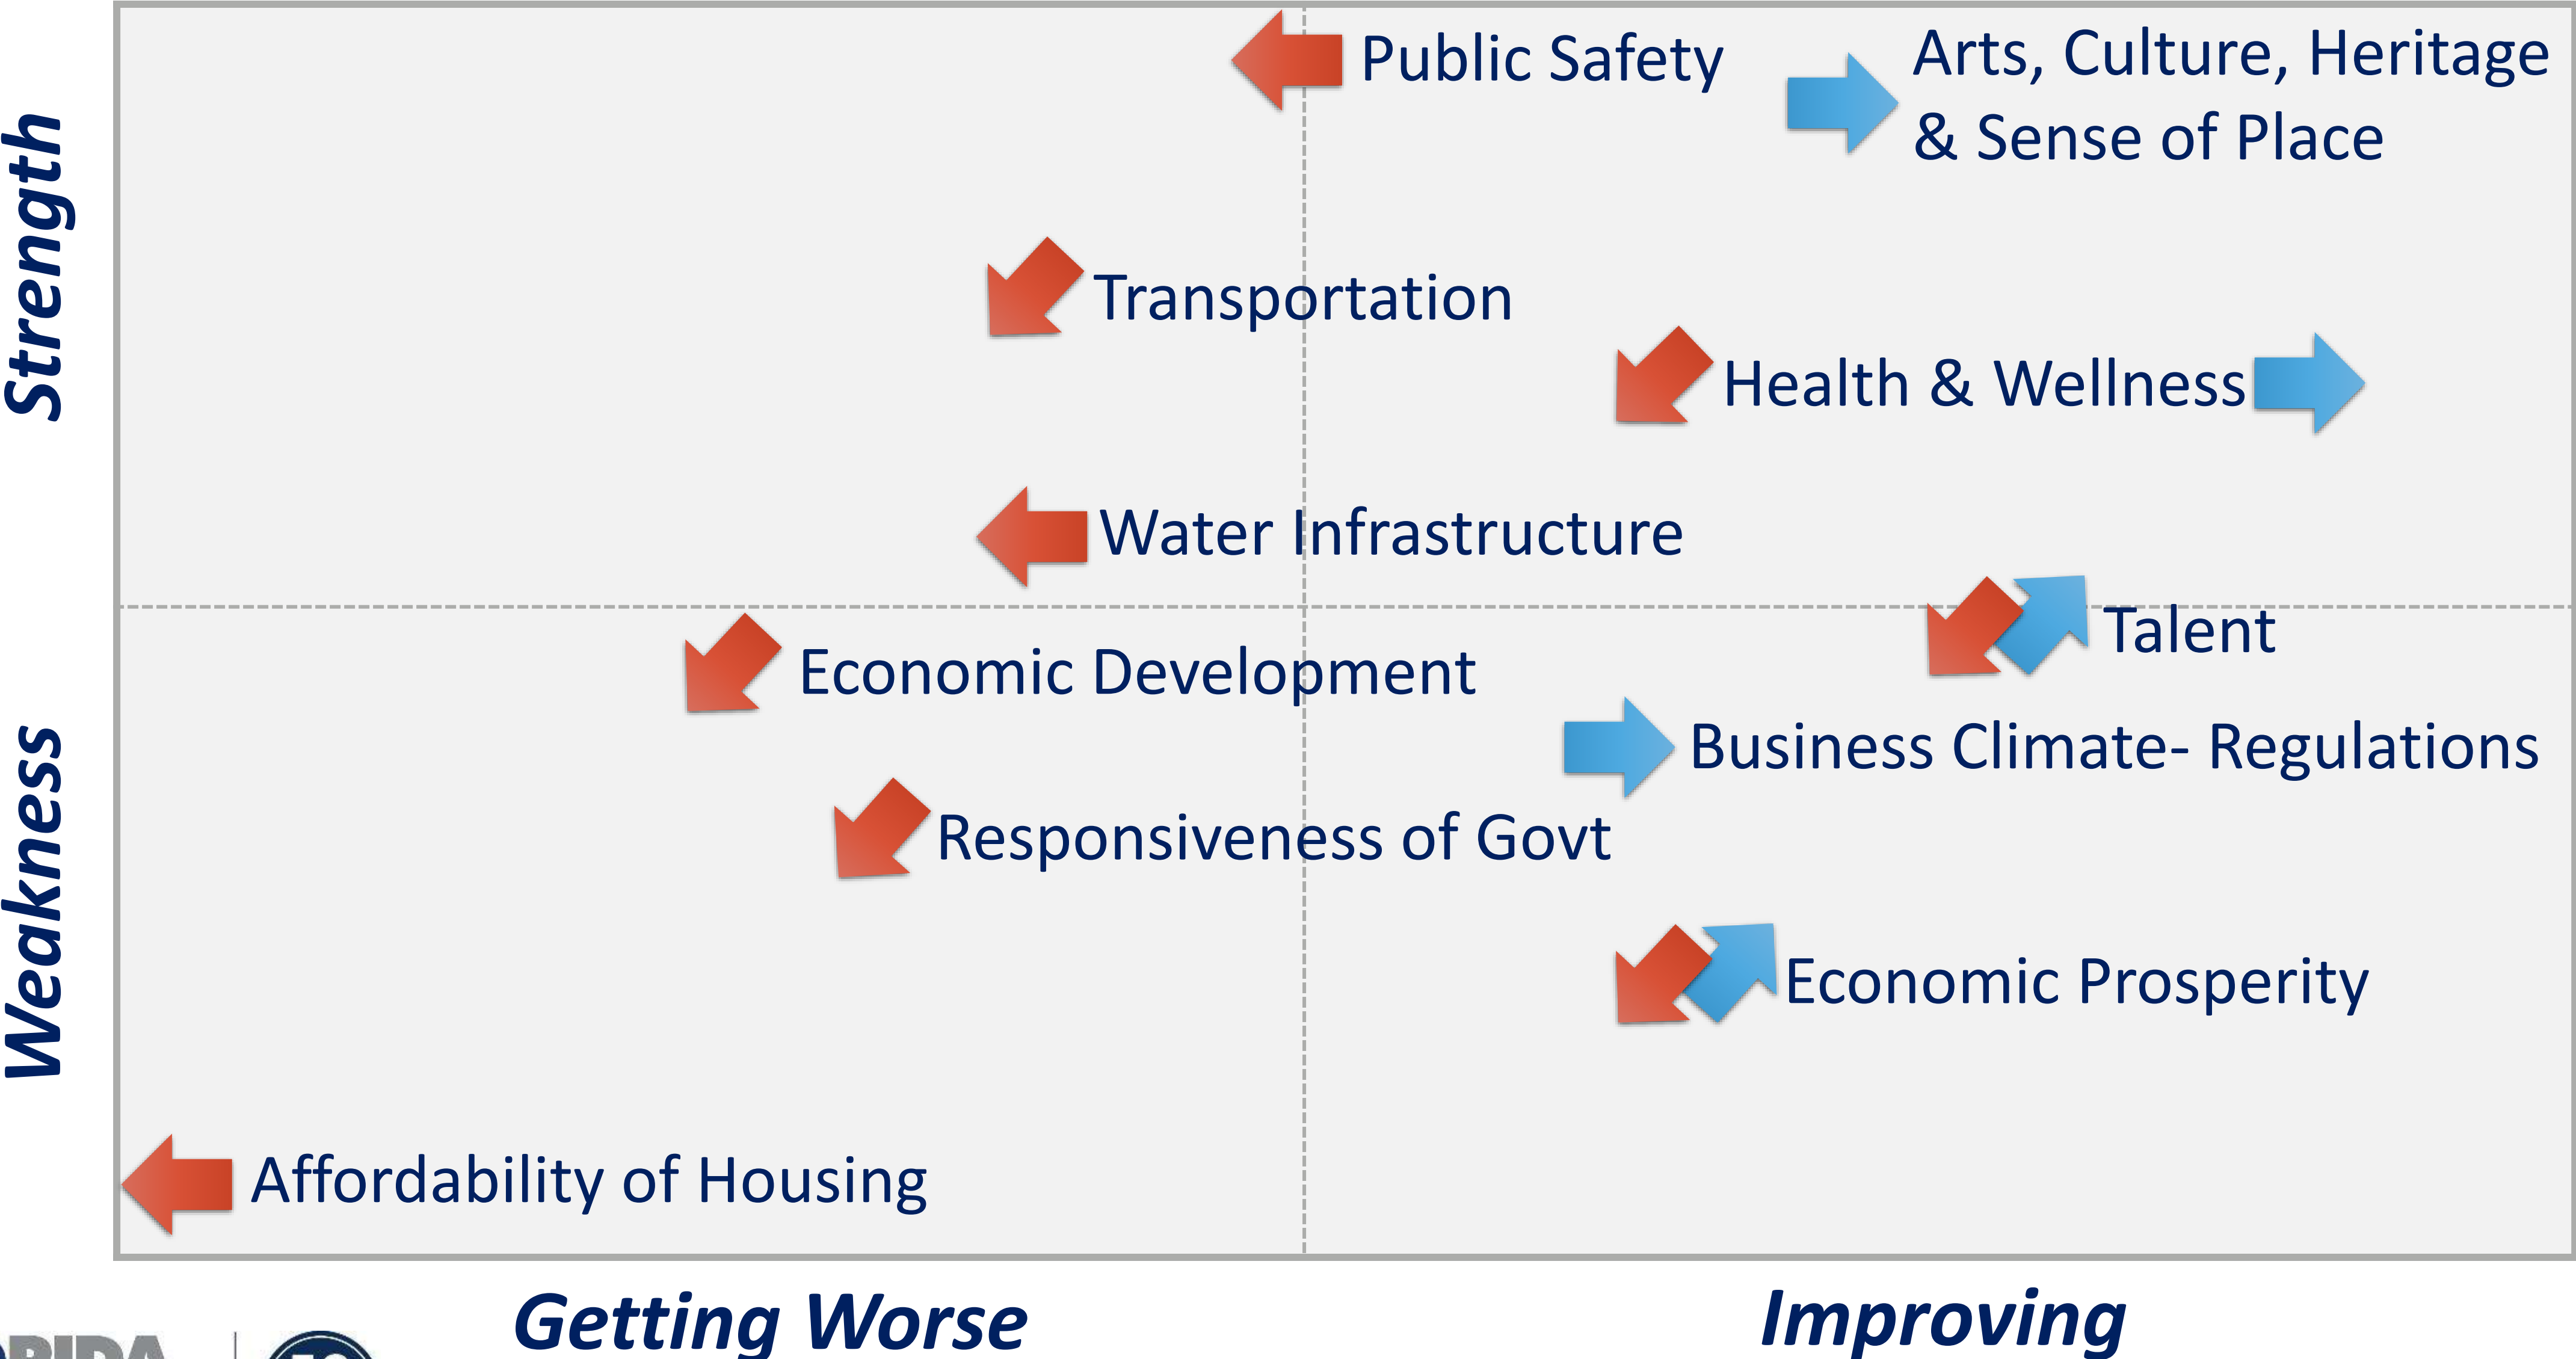 Strength
Weakness
Public Safety
Arts, Culture, Heritage
& Sense of Place
Transportation
Health & Wellness
Water Infrastructure
Talent
Economic Development
Business Climate- Regulations
Responsiveness of Govt
Economic Prosperity
Affordability of Housing
Getting Worse
Improving